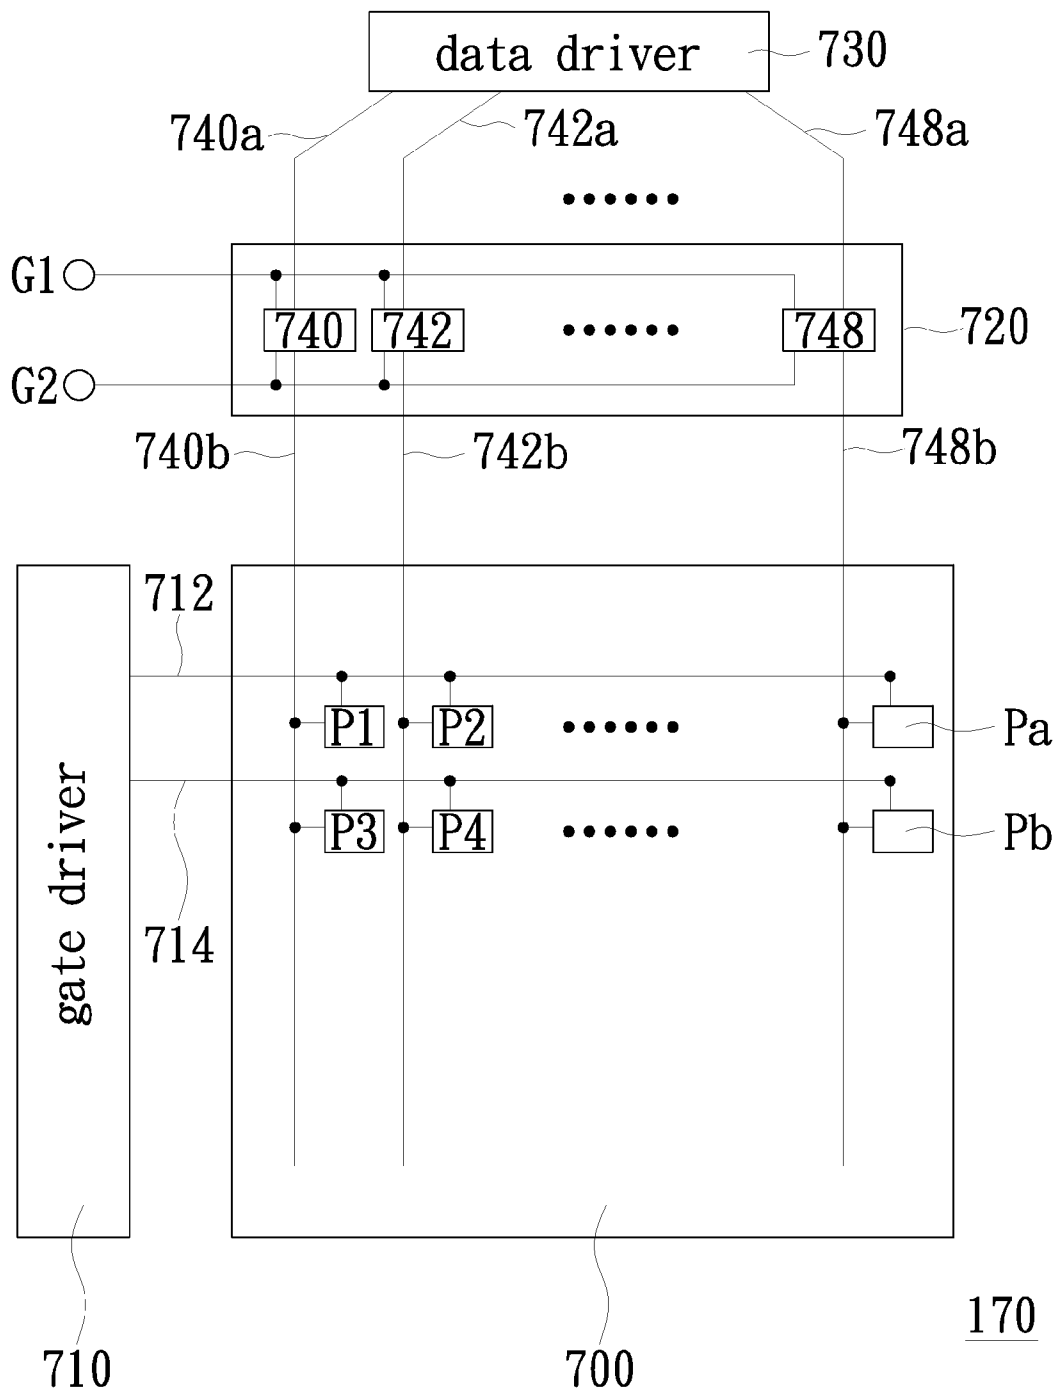 data driver 730
740a 742a 748a
G1
740 742 748 720
G2
740b 742b 748b
712
P1 P2 Pa
P3 P4 Pb
714
gate driver
170
710 700